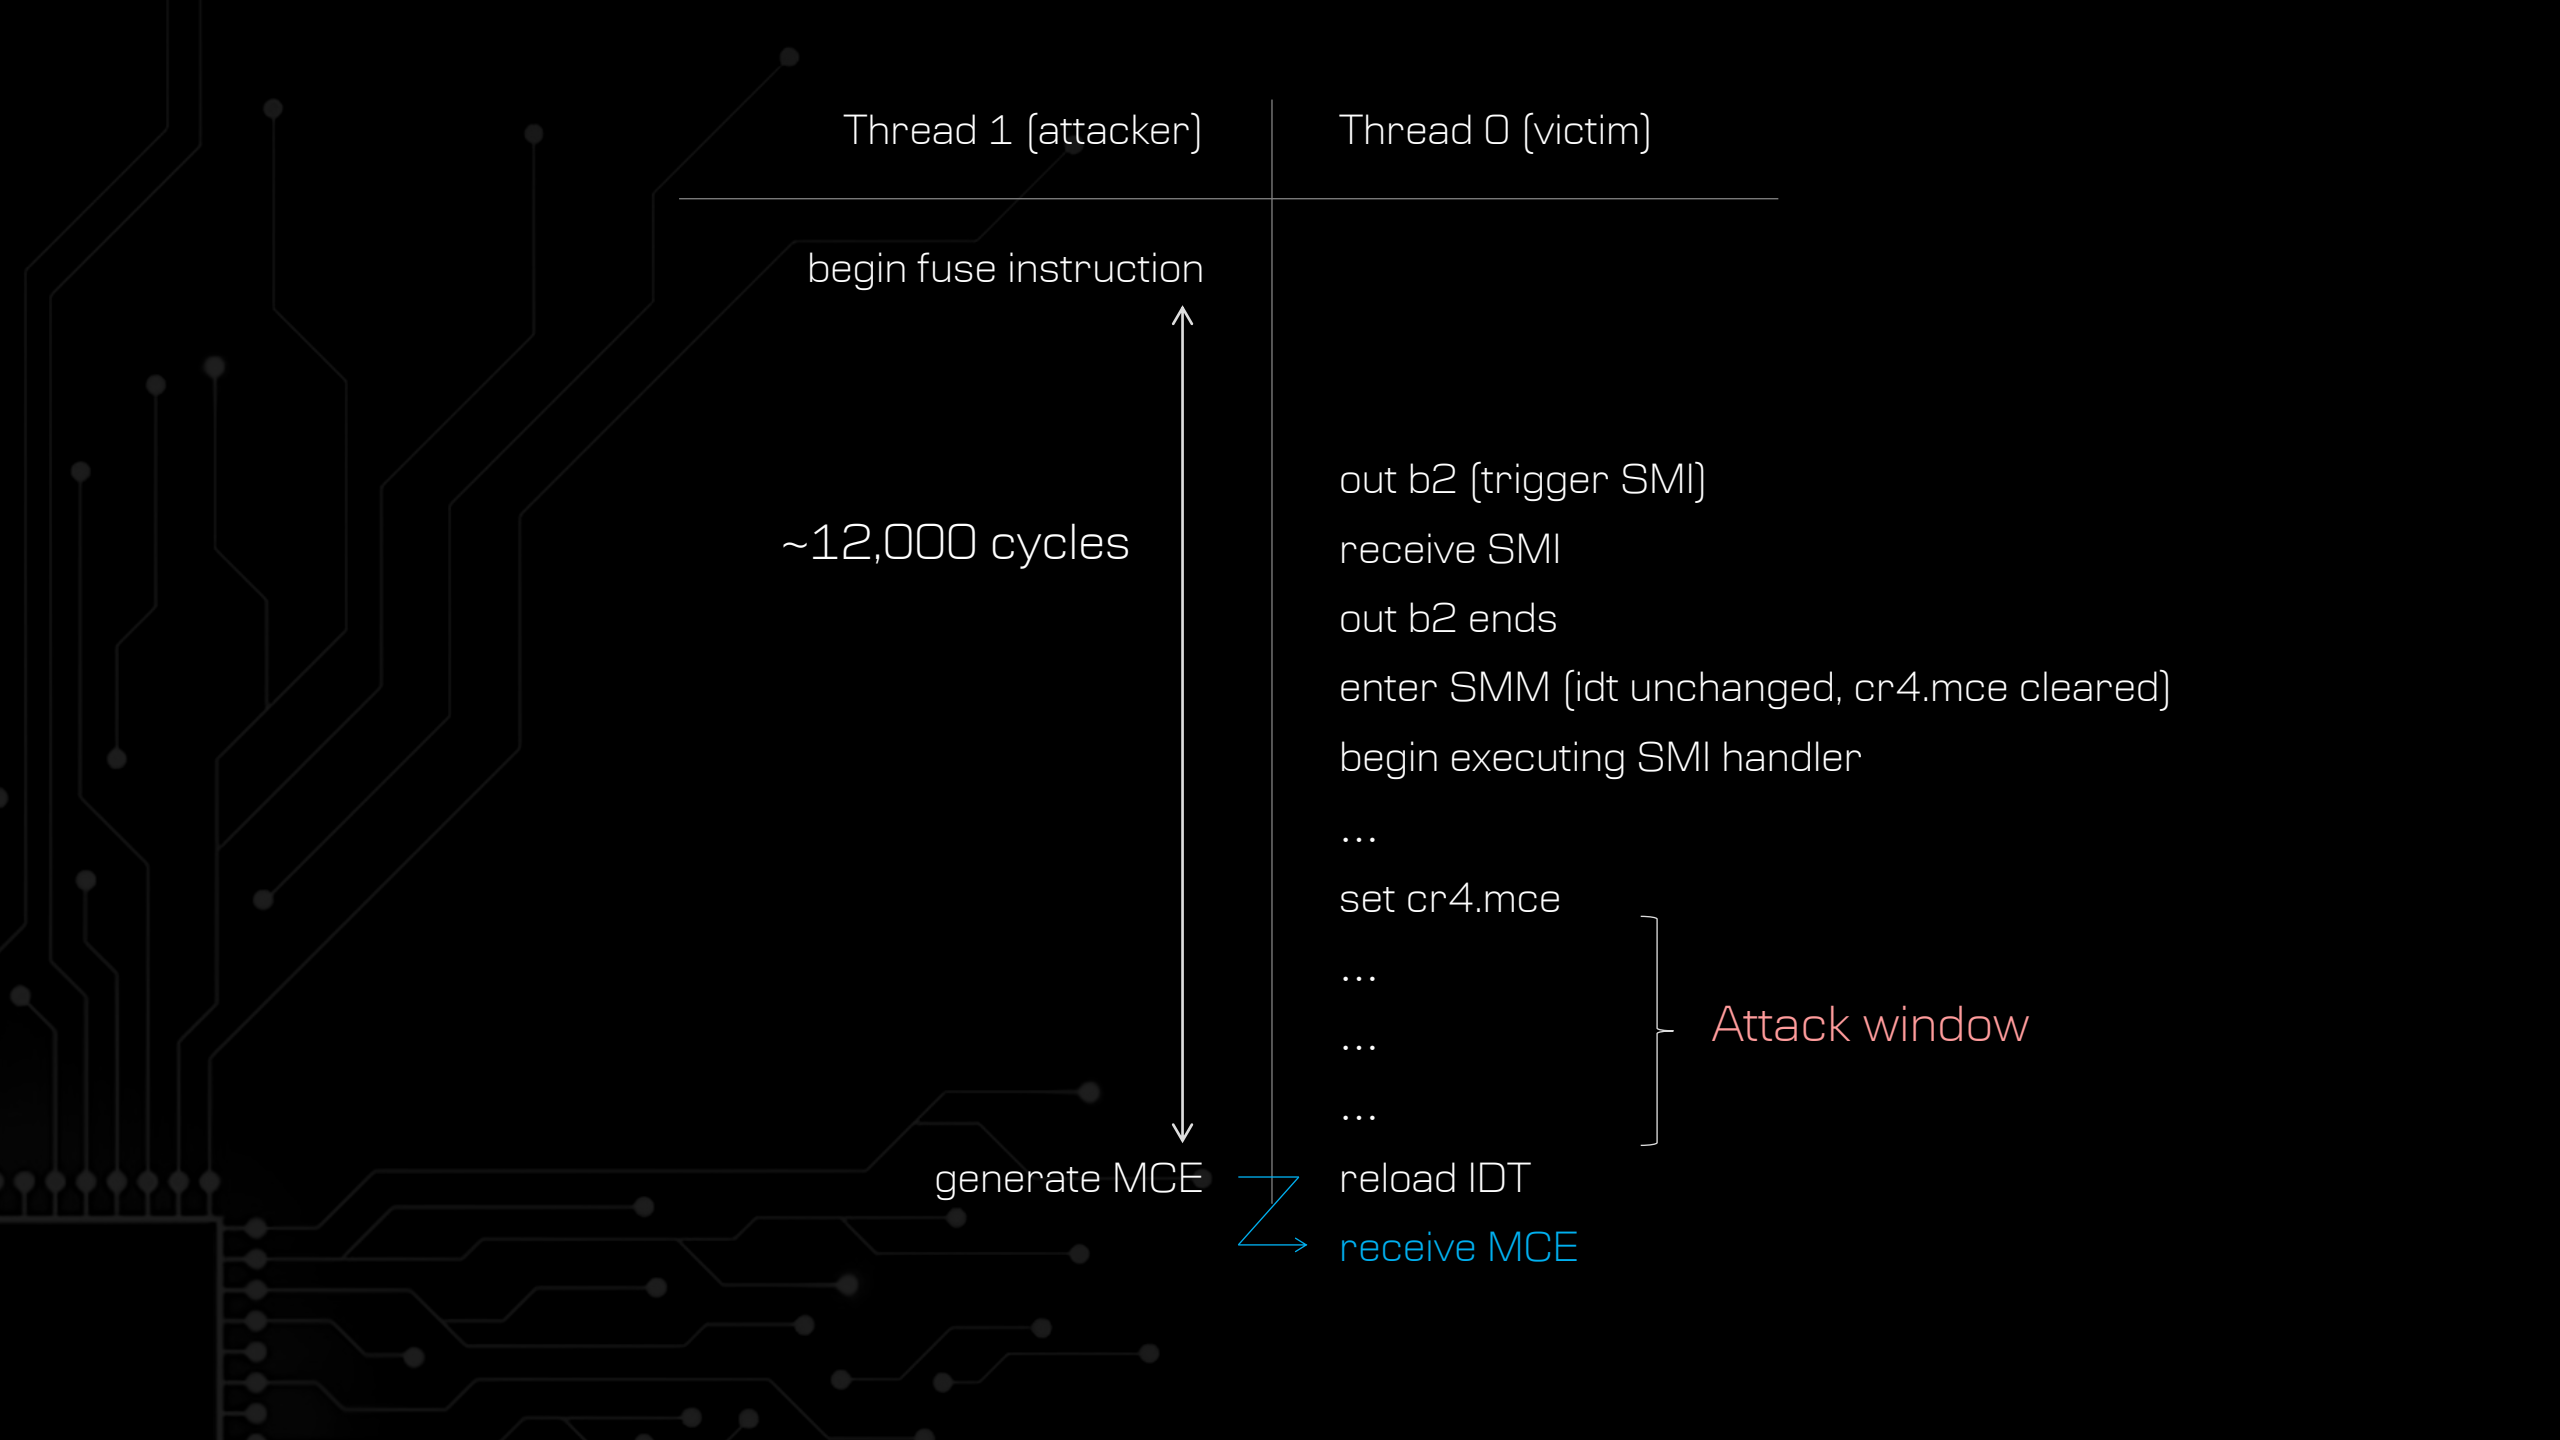 Thread 1 (attacker)
Thread 0 (victim)
begin fuse instruction
~12,000 cycles
out b2 (trigger SMI)
receive SMI
out b2 ends
enter SMM (idt unchanged, cr4.mce cleared)
begin executing SMI handler
...
set cr4.mce
...
...
...
Attack window
generate MCE
reload IDT
receive MCE